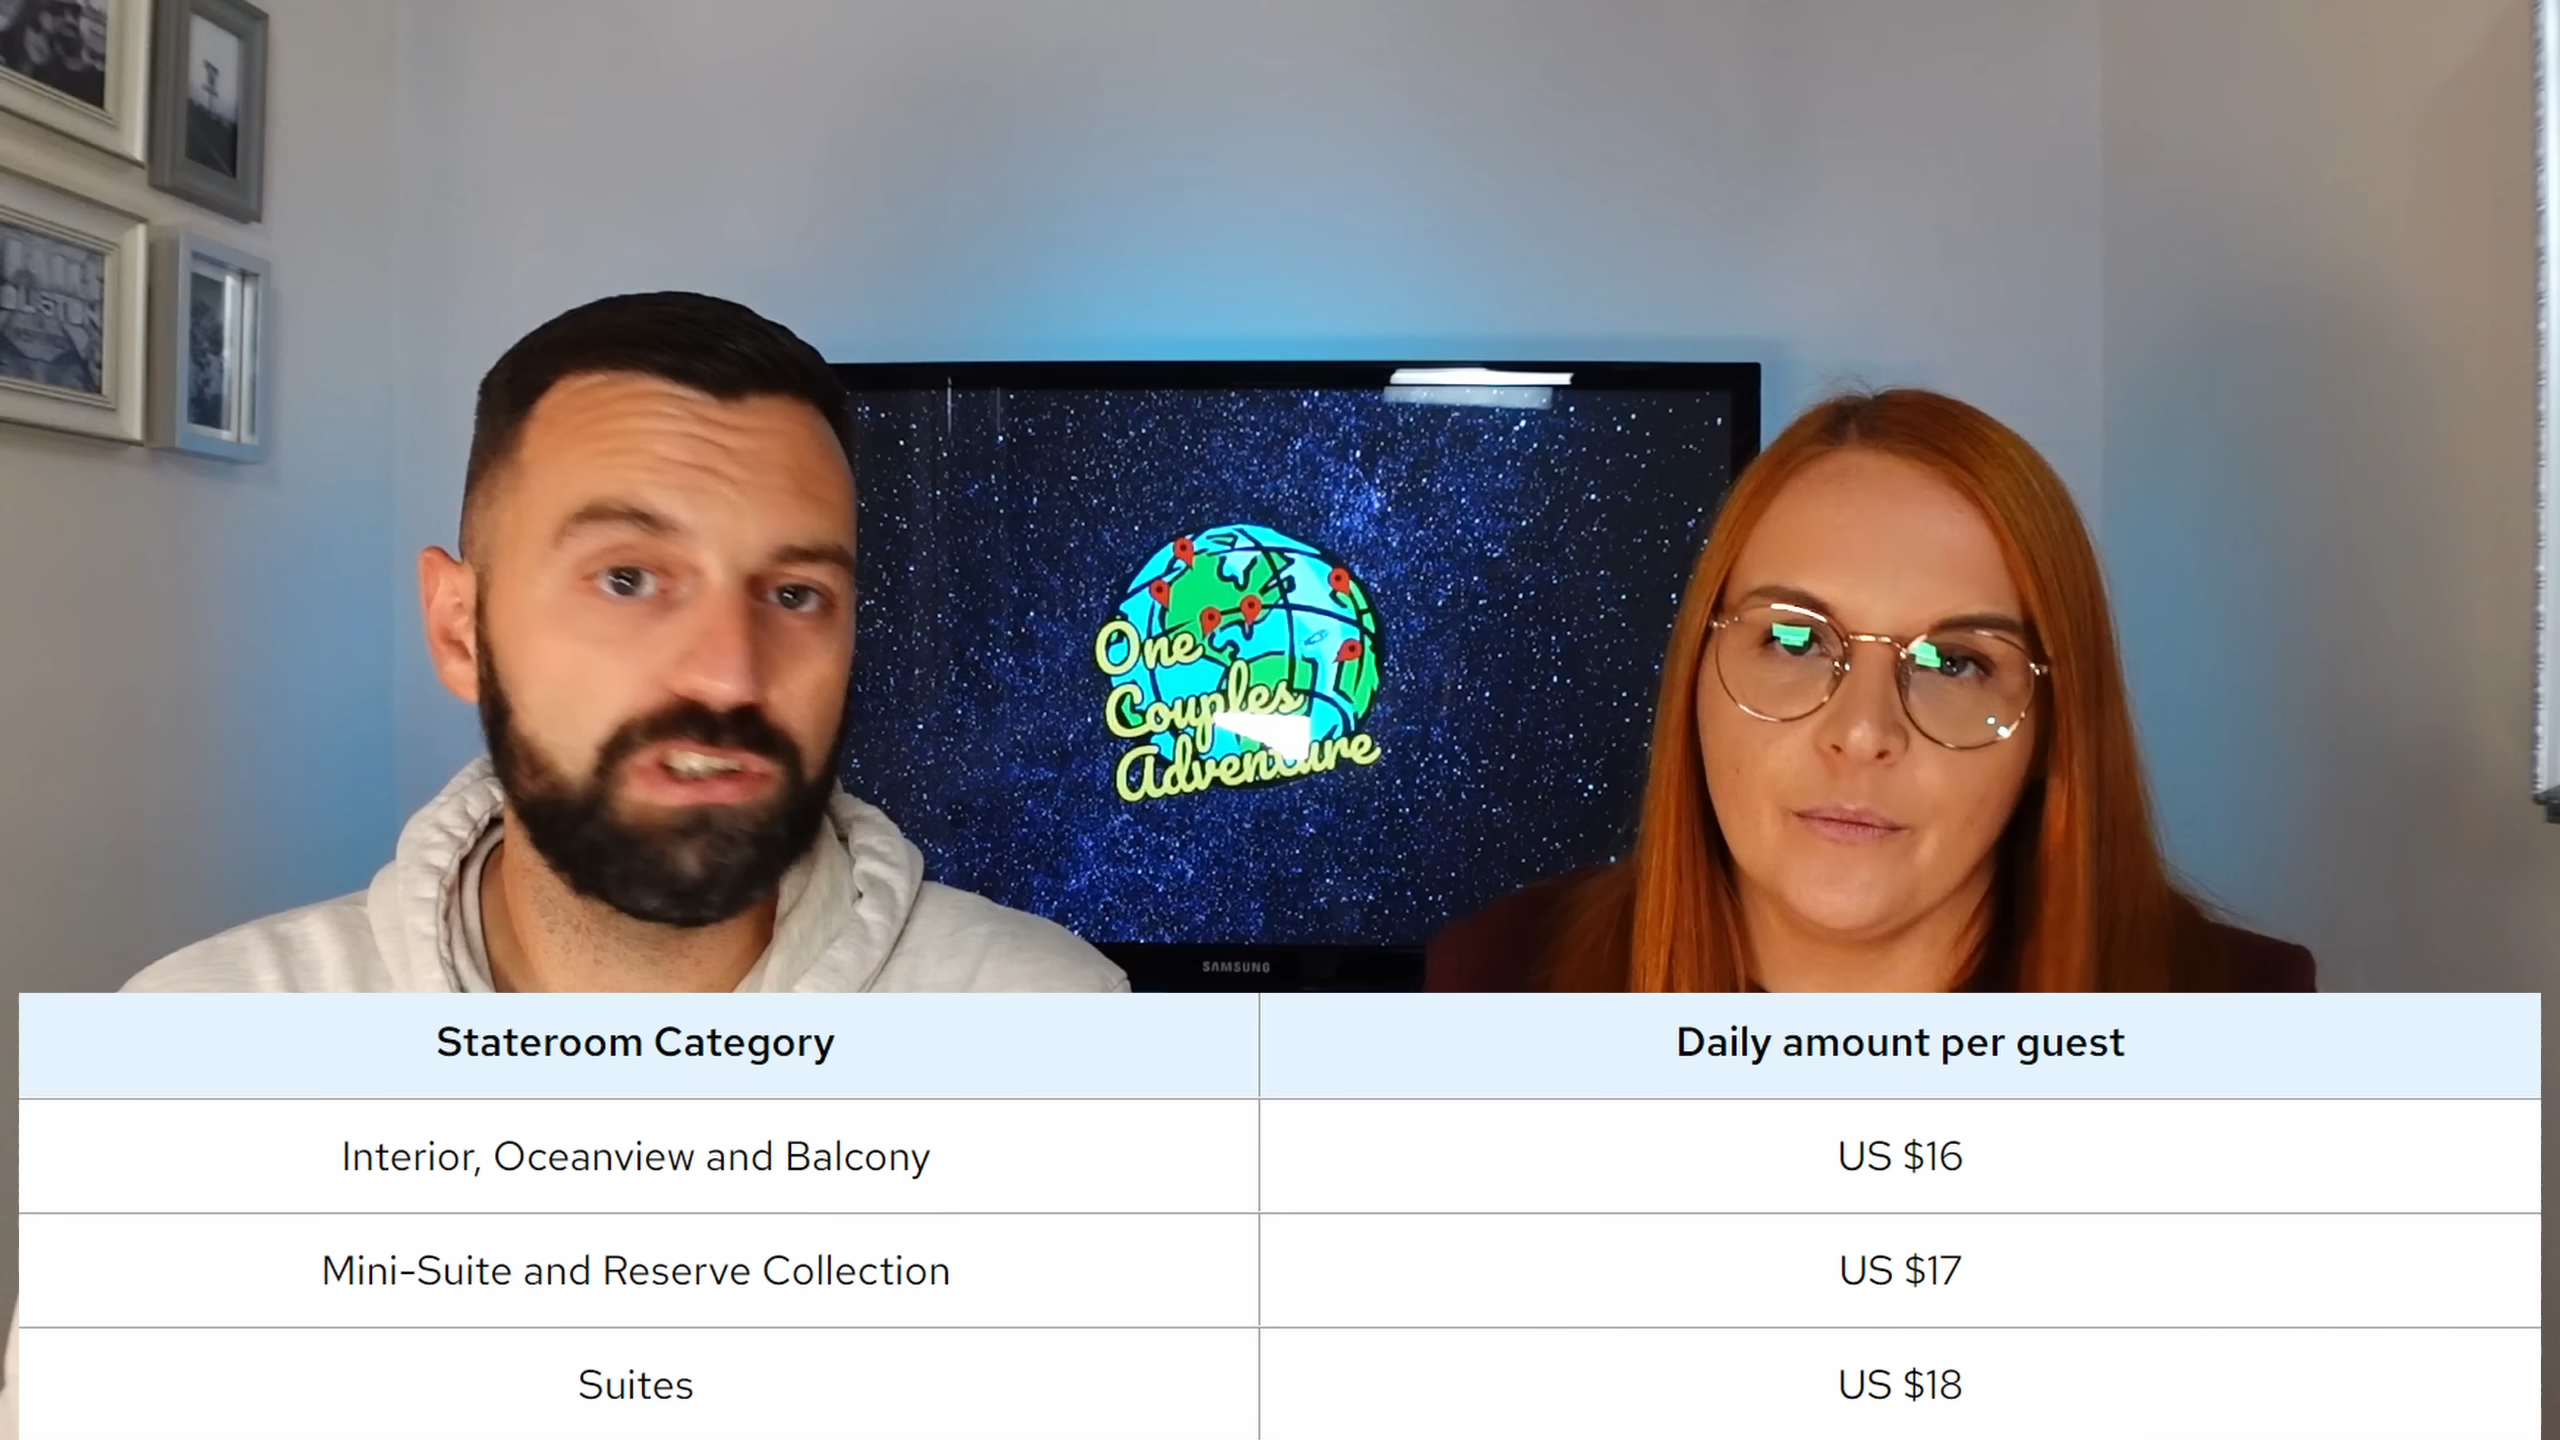 One
Couples
Adventure
SAMSUNG
Stateroom Category Daily amount per guest
Interior, Oceanview and Balcony US $16
Mini-Suite and Reserve Collection US $17
Suites US $18